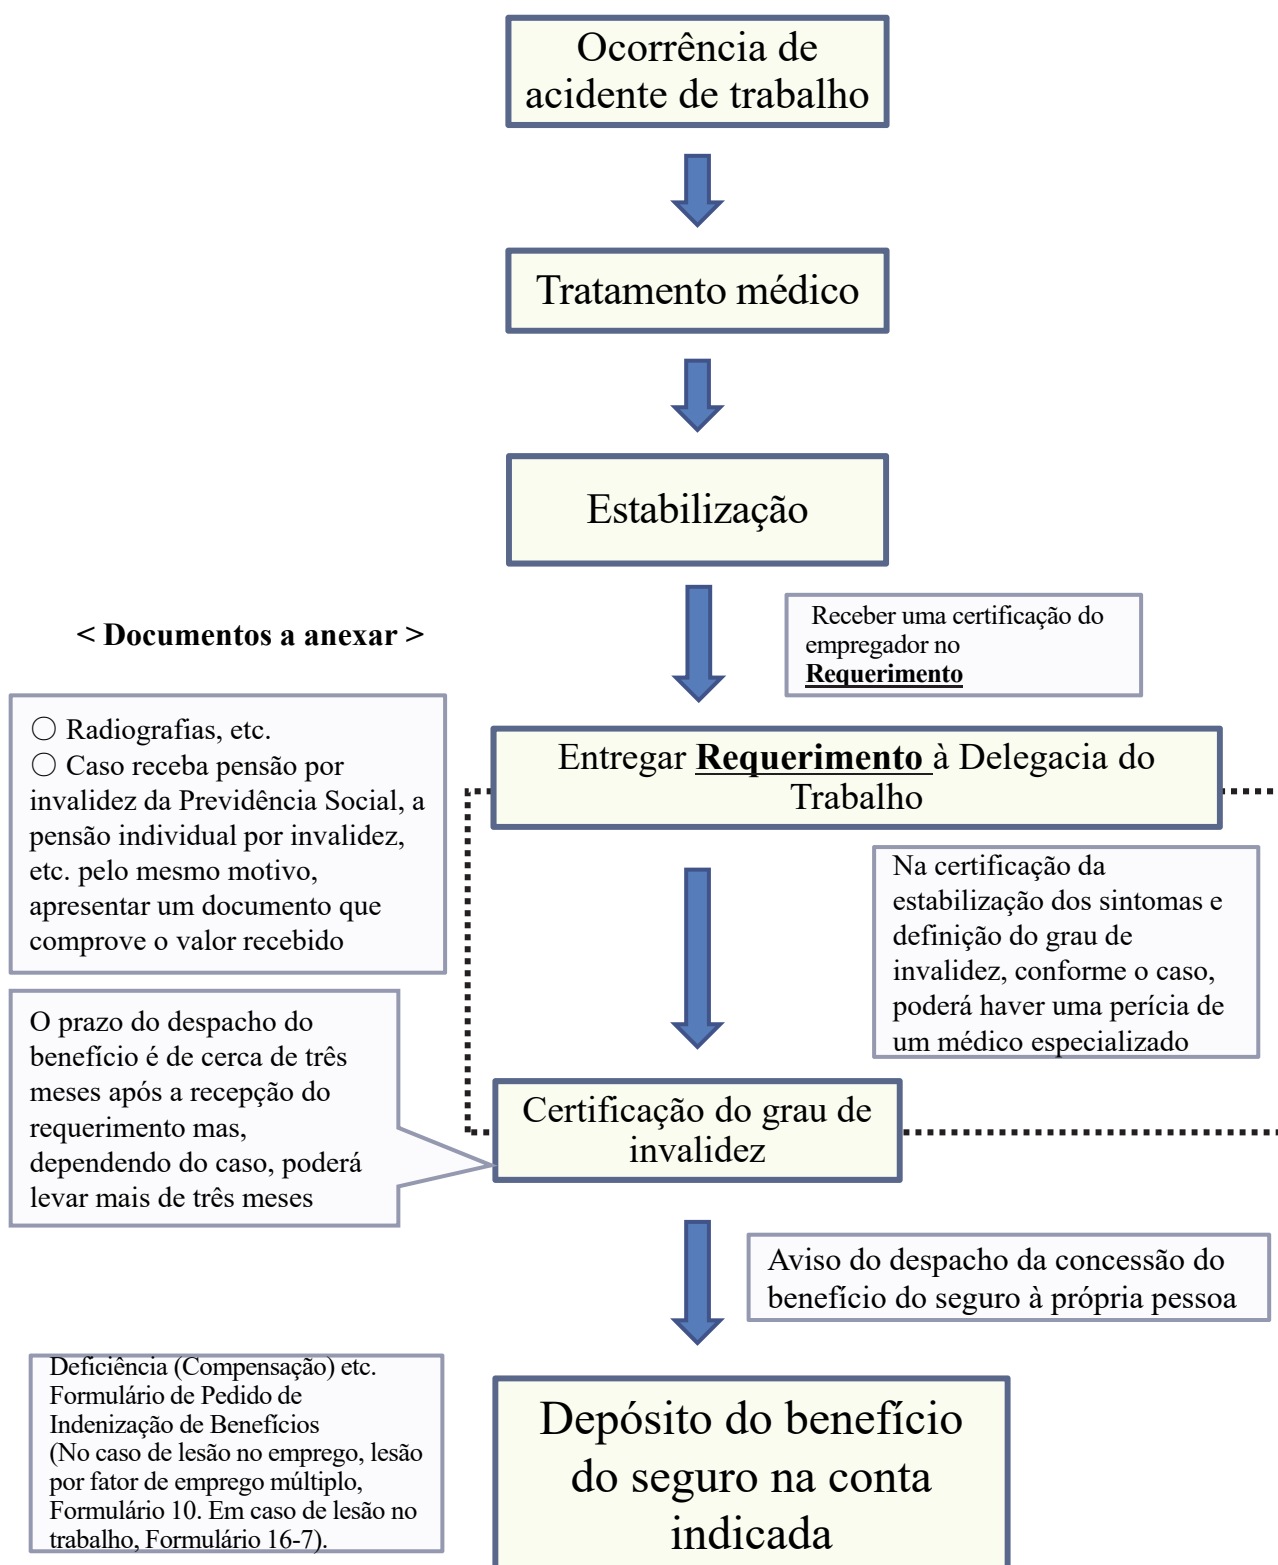 Ocorrência de
acidente de trabalho
Tratamento médico
Estabilização
Receber uma certificação do
empregador no
Requerimento
< Documentos a anexar >
○ Radiografias, etc.
○ Caso receba pensão por
invalidez da Previdência Social, a
pensão individual por invalidez,
etc. pelo mesmo motivo,
apresentar um documento que
comprove o valor recebido
Entregar Requerimento à Delegacia do
Trabalho
Na certificação da
estabilização dos sintomas e
definição do grau de
invalidez, conforme o caso,
poderá haver uma perícia de
um médico especializado
O prazo do despacho do
benefício é de cerca de três
meses após a recepção do
requerimento mas,
dependendo do caso, poderá
levar mais de três meses
Certificação do grau de
invalidez
Aviso do despacho da concessão do
benefício do seguro à própria pessoa
Deficiência (Compensação) etc.
Formulário de Pedido de
Indenização de Benefícios
(No caso de lesão no emprego, lesão
por fator de emprego múltiplo,
Formulário 10. Em caso de lesão no
trabalho, Formulário 16-7).
Depósito do benefício
do seguro na conta
indicada